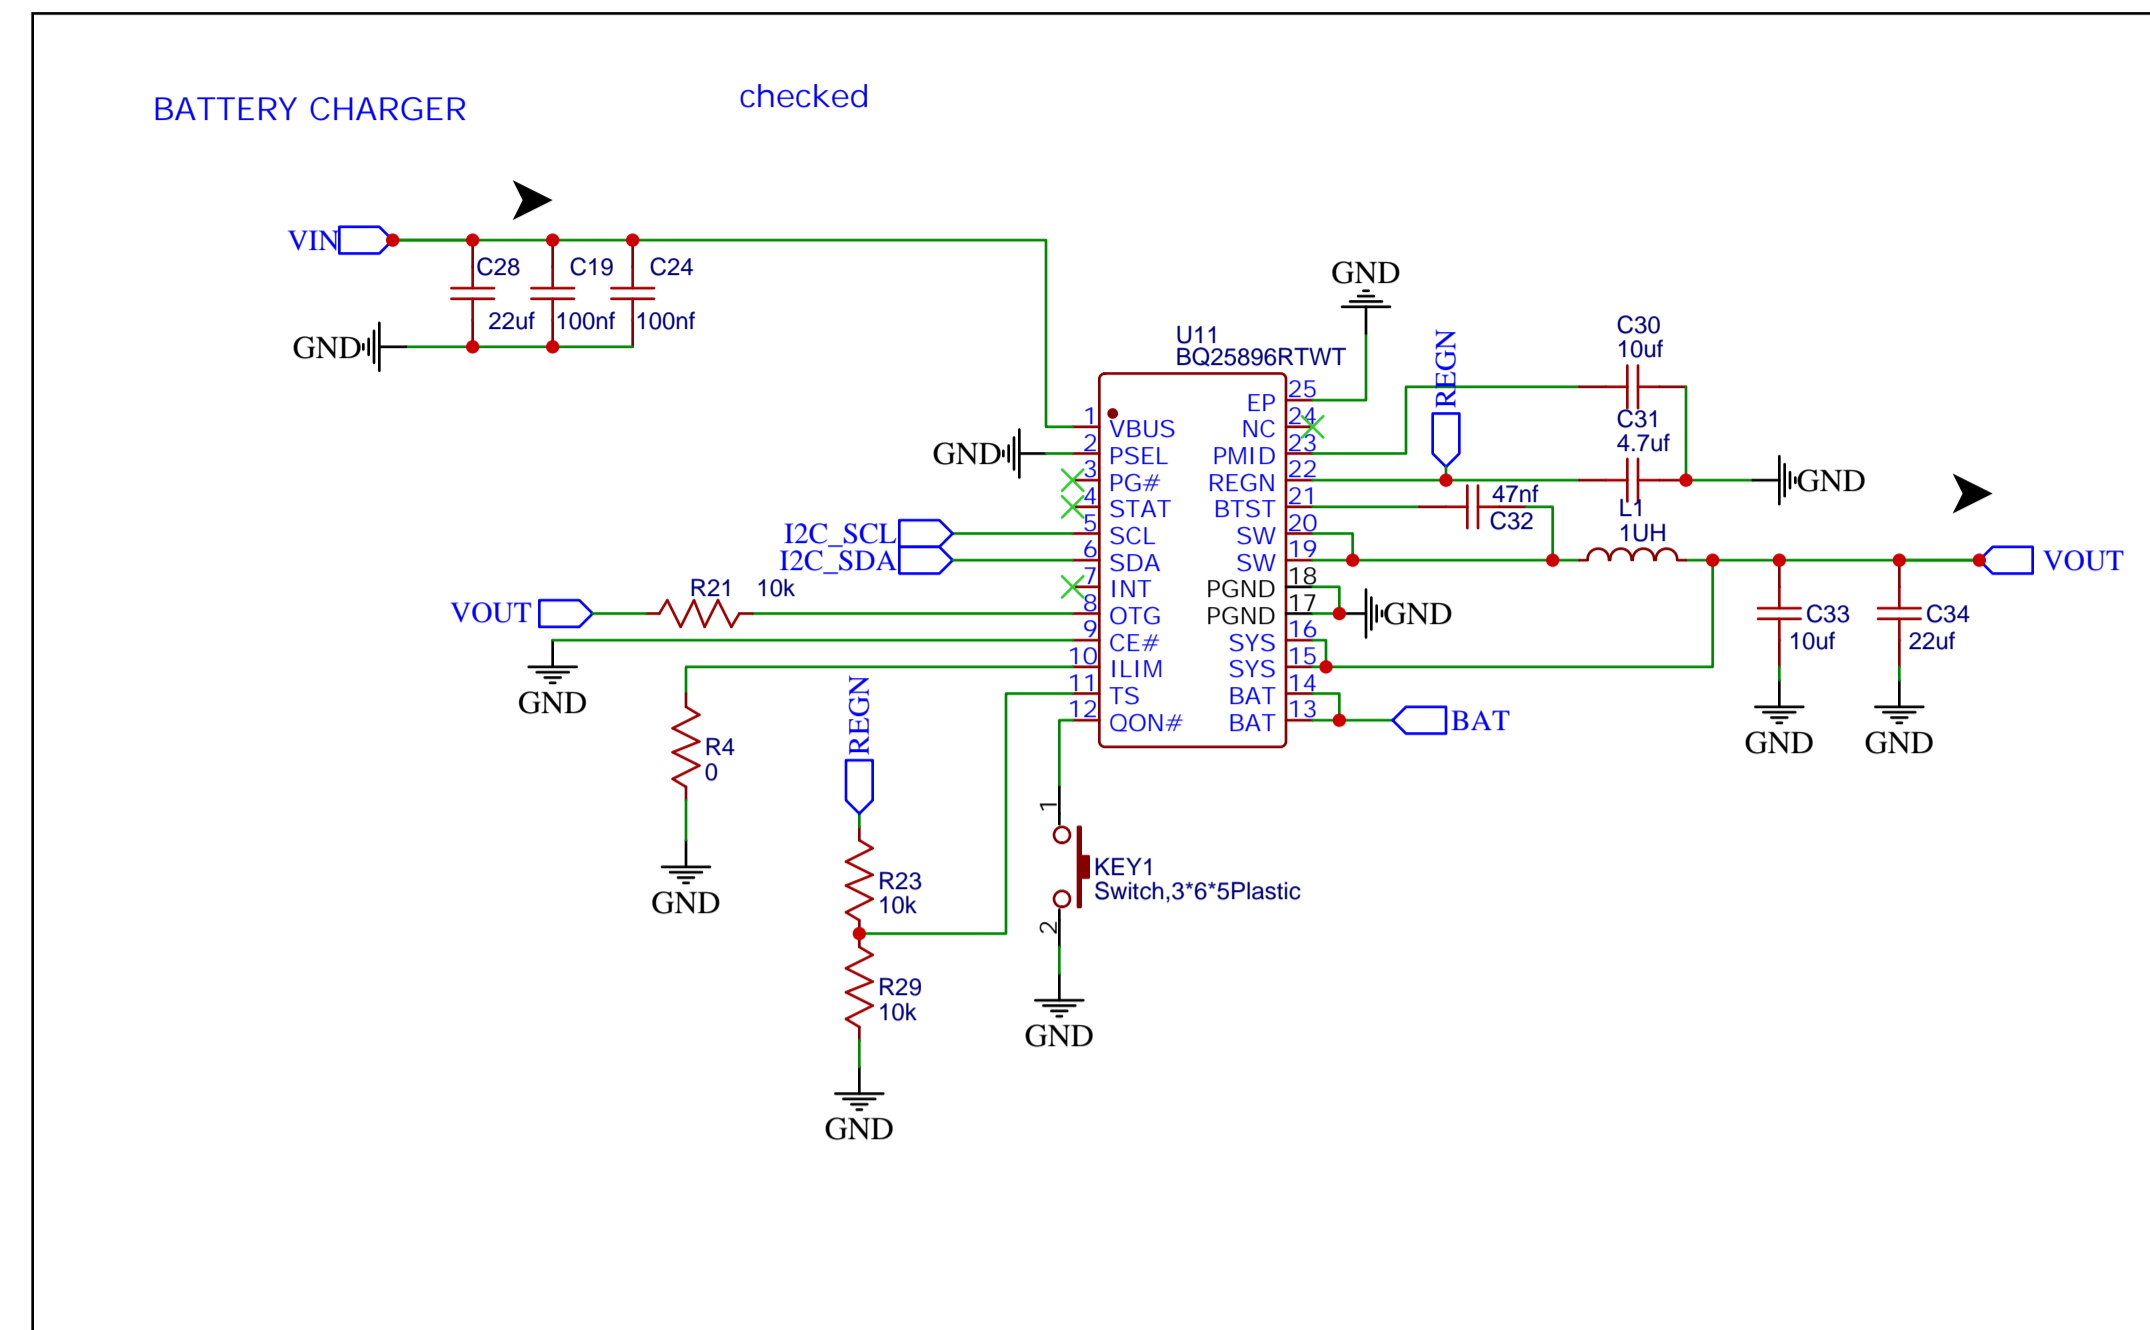 BATTERY CHARGER
checked
VIN
C28
C19
C24
22uf
100nf
100nf
GND
GND
U11
BQ25896RTWT
REGN
C30
10uf
C31
4.7uf
GND
47nf
C32
L1
1UH
VOUT
GND
1 VBUS
2 PSEL
3 PG#
4 STAT
5 SCL
6 SDA
7 INT
8 OTG
9 CE#
10 ILIM
11 TS
12 QON#
EP 25
NC 24
PMID 23
REGN 22
BTST 21
SW 20
SW 19
PGND 18
PGND 17
SYS 16
SYS 15
BAT 14
BAT 13
I2C_SCL
I2C_SDA
R21 10k
VOUT
GND
GND
C33
10uf
C34
22uf
GND
GND
BAT
R4
0
GND
REGN
R23
10k
R29
10k
GND
1
KEY1
Switch,3*6*5Plastic
2
GND